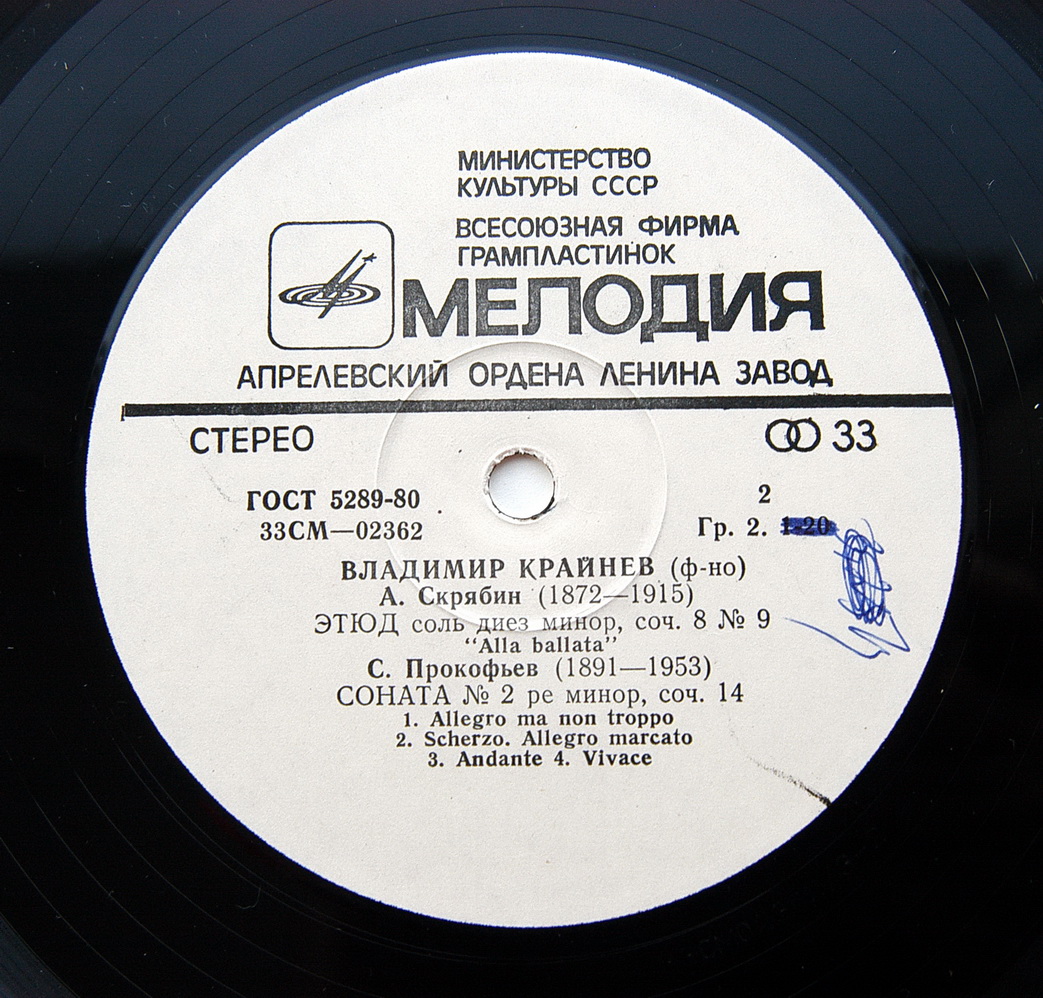 МИНИСТЕРСТВО
КУЛЬТУРЫ СССР
ВСЕСОЮЗНАЯ ФИРМА
ГРАМПЛАСТИНОК
МЕЛОДИЯ
АПРЕЛЕВСКИЙ ОРДЕНА ЛЕНИНА ЗАВОД
СТЕРЕО 33
ГОСТ 5289-80 2
33СМ—02362 Гр. 2. 1-20
ВЛАДИМИР КРАЙНЕВ (ф-но)
А. Скрябин (1872—1915)
ЭТЮД соль диез минор, соч. 8 № 9
“Alla ballata”
С. Прокофьев (1891—1953)
СОНАТА № 2 ре минор, соч. 14
1. Allegro ma non troppo
2. Scherzo. Allegro marcato
3. Andante 4. Vivace